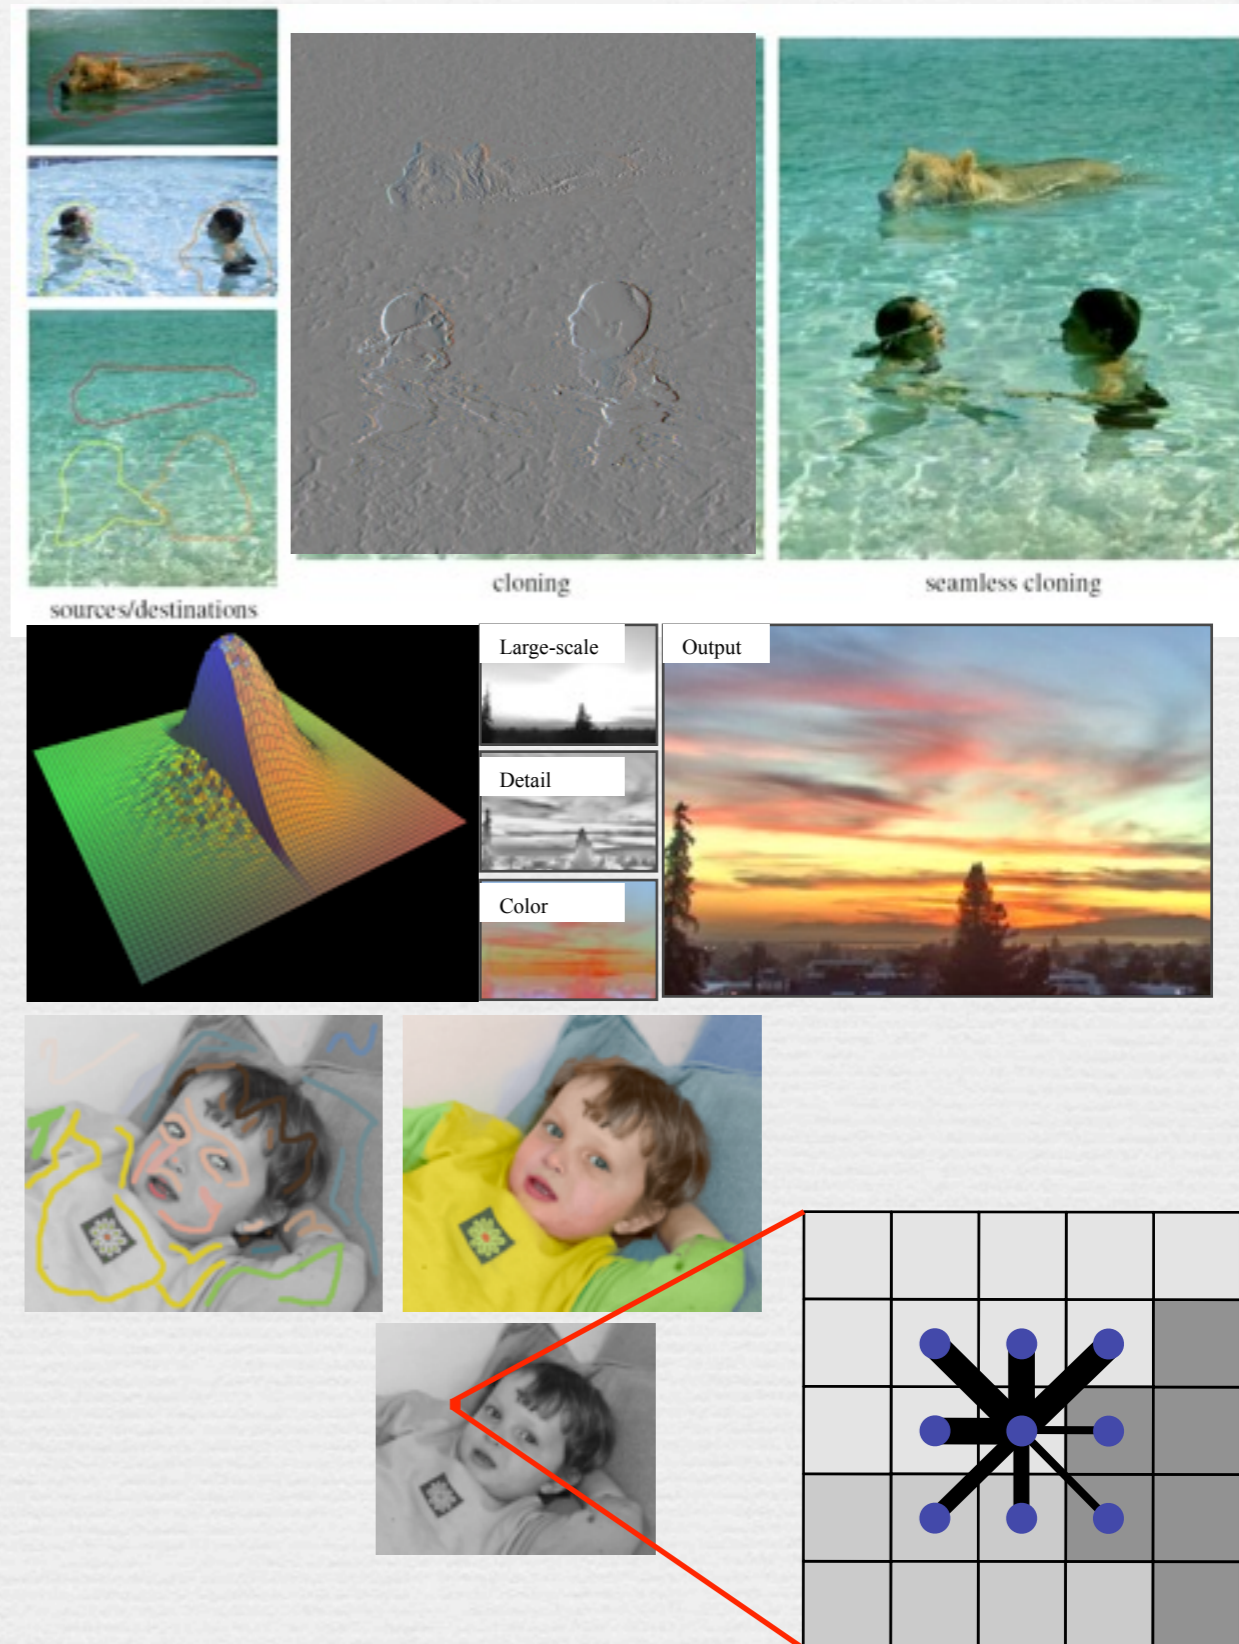 cloning
seamless cloning
sources/destinations
Large-scale
Output
Detail
Color